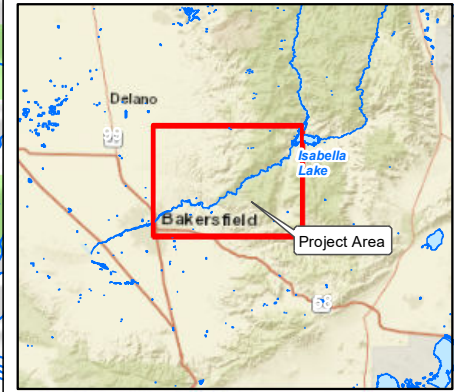 Delano
99
Isabella
Lake
Bakersfield
Project Area
58